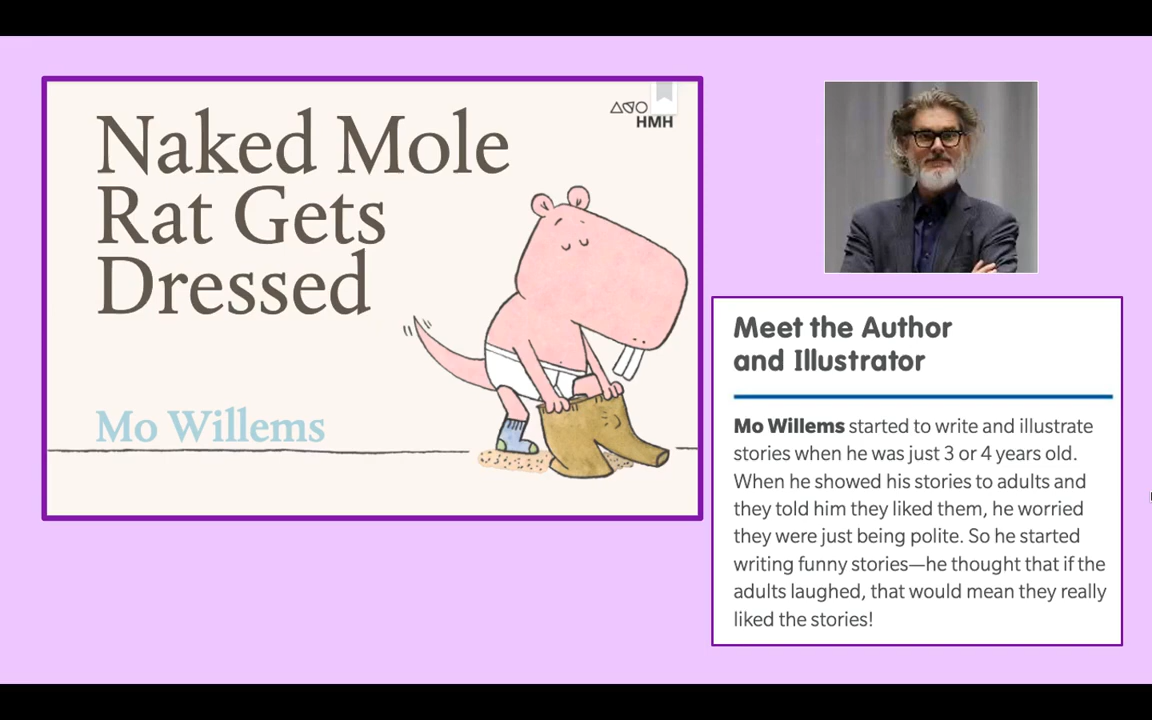 Naked Mole
Rat Gets
Dressed
HMH
Mo Willems
Meet the Author
and Illustrator
Mo Willems started to write and illustrate
stories when he was just 3 or 4 years old.
When he showed his stories to adults and
they told him they liked them, he worried
they were just being polite. So he started
writing funny stories—he thought that if the
adults laughed, that would mean they really
liked the stories!